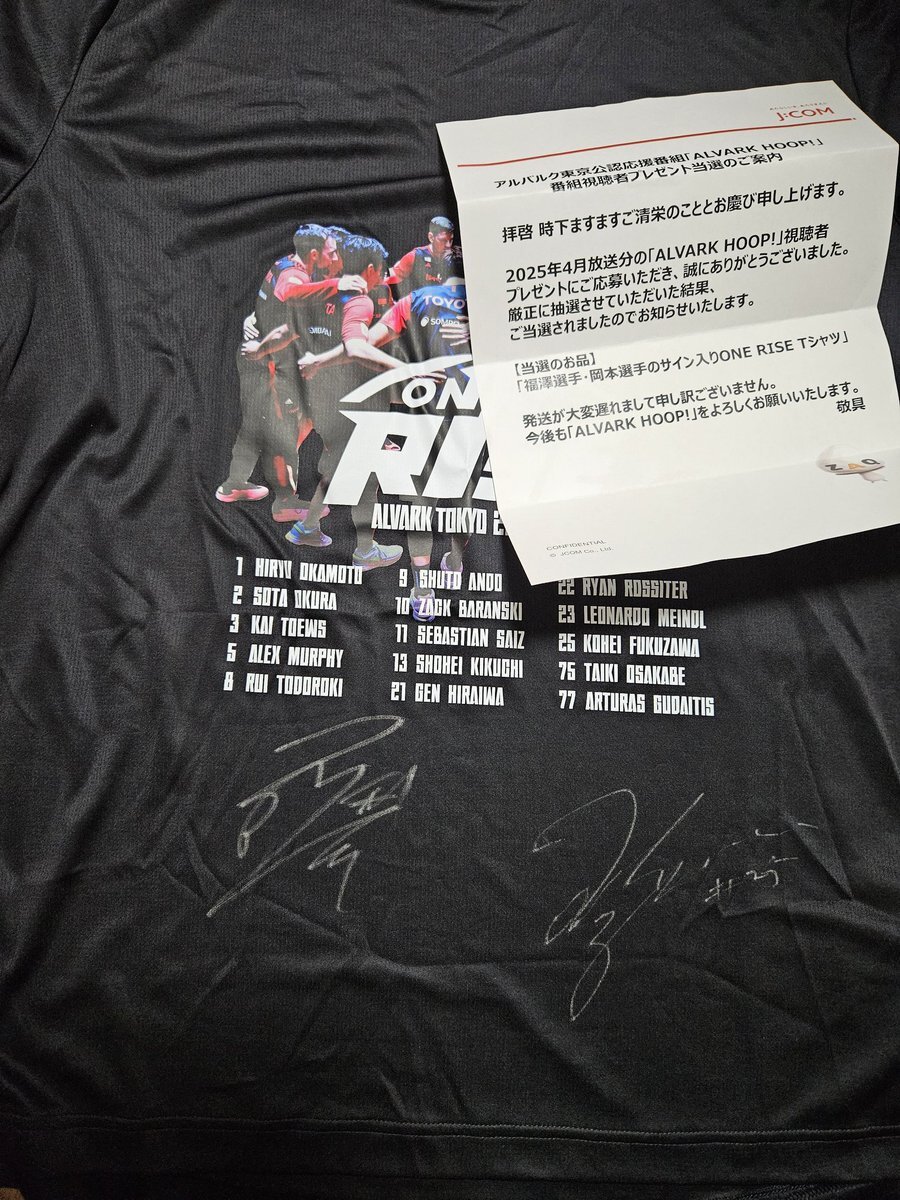 J:COM
アルバルク東京公認応援番組「ALVARK HOOP!」
番組視聴者プレゼント当選のご案内
拝啓 時下ますますご清栄のこととお慶び申し上げます。
2025年4月放送分の「ALVARK HOOP!」視聴者
プレゼントにご応募いただき、誠にありがとうございました。
厳正に抽選させていただいた結果、
ご当選されましたのでお知らせいたします。
【当選のお品】
「福澤選手・岡本選手のサイン入りONE RISE Tシャツ」
発送が大変遅れまして申し訳ございません。
今後も「ALVARK HOOP!」をよろしくお願いいたします。
敬具
ZAQ
CONFIDENTIAL
© JCOM Co., Ltd.
TOYO
SOMPO
ON
RIS
ALVARK TOKYO 2
1 HIRYU OKAMOTO
2 SOTA OKURA
3 KAI TOEWS
5 ALEX MURPHY
8 RUI TODOROKI
9 SHUTO ANDO
10 ZACK BARANSKI
11 SEBASTIAN SAIZ
13 SHOHEI KIKUCHI
21 GEN HIRAIWA
22 RYAN ROSSITER
23 LEONARDO MEINDL
25 KOHEI FUKUZAWA
75 TAIKI OSAKABE
77 ARTURAS GUDAITIS
#1
#25